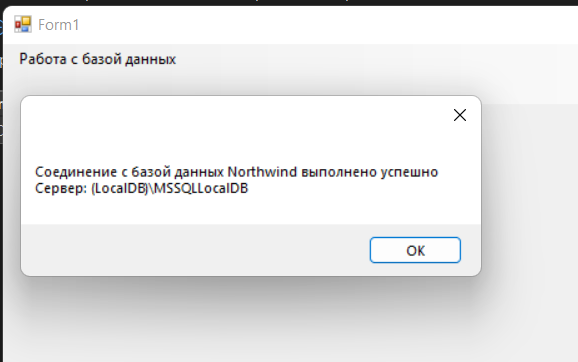 Form1
Работа с базой данных
Соединение с базой данных Northwind выполнено успешно
Сервер: (LocalDB)\MSSQLLocalDB
OK